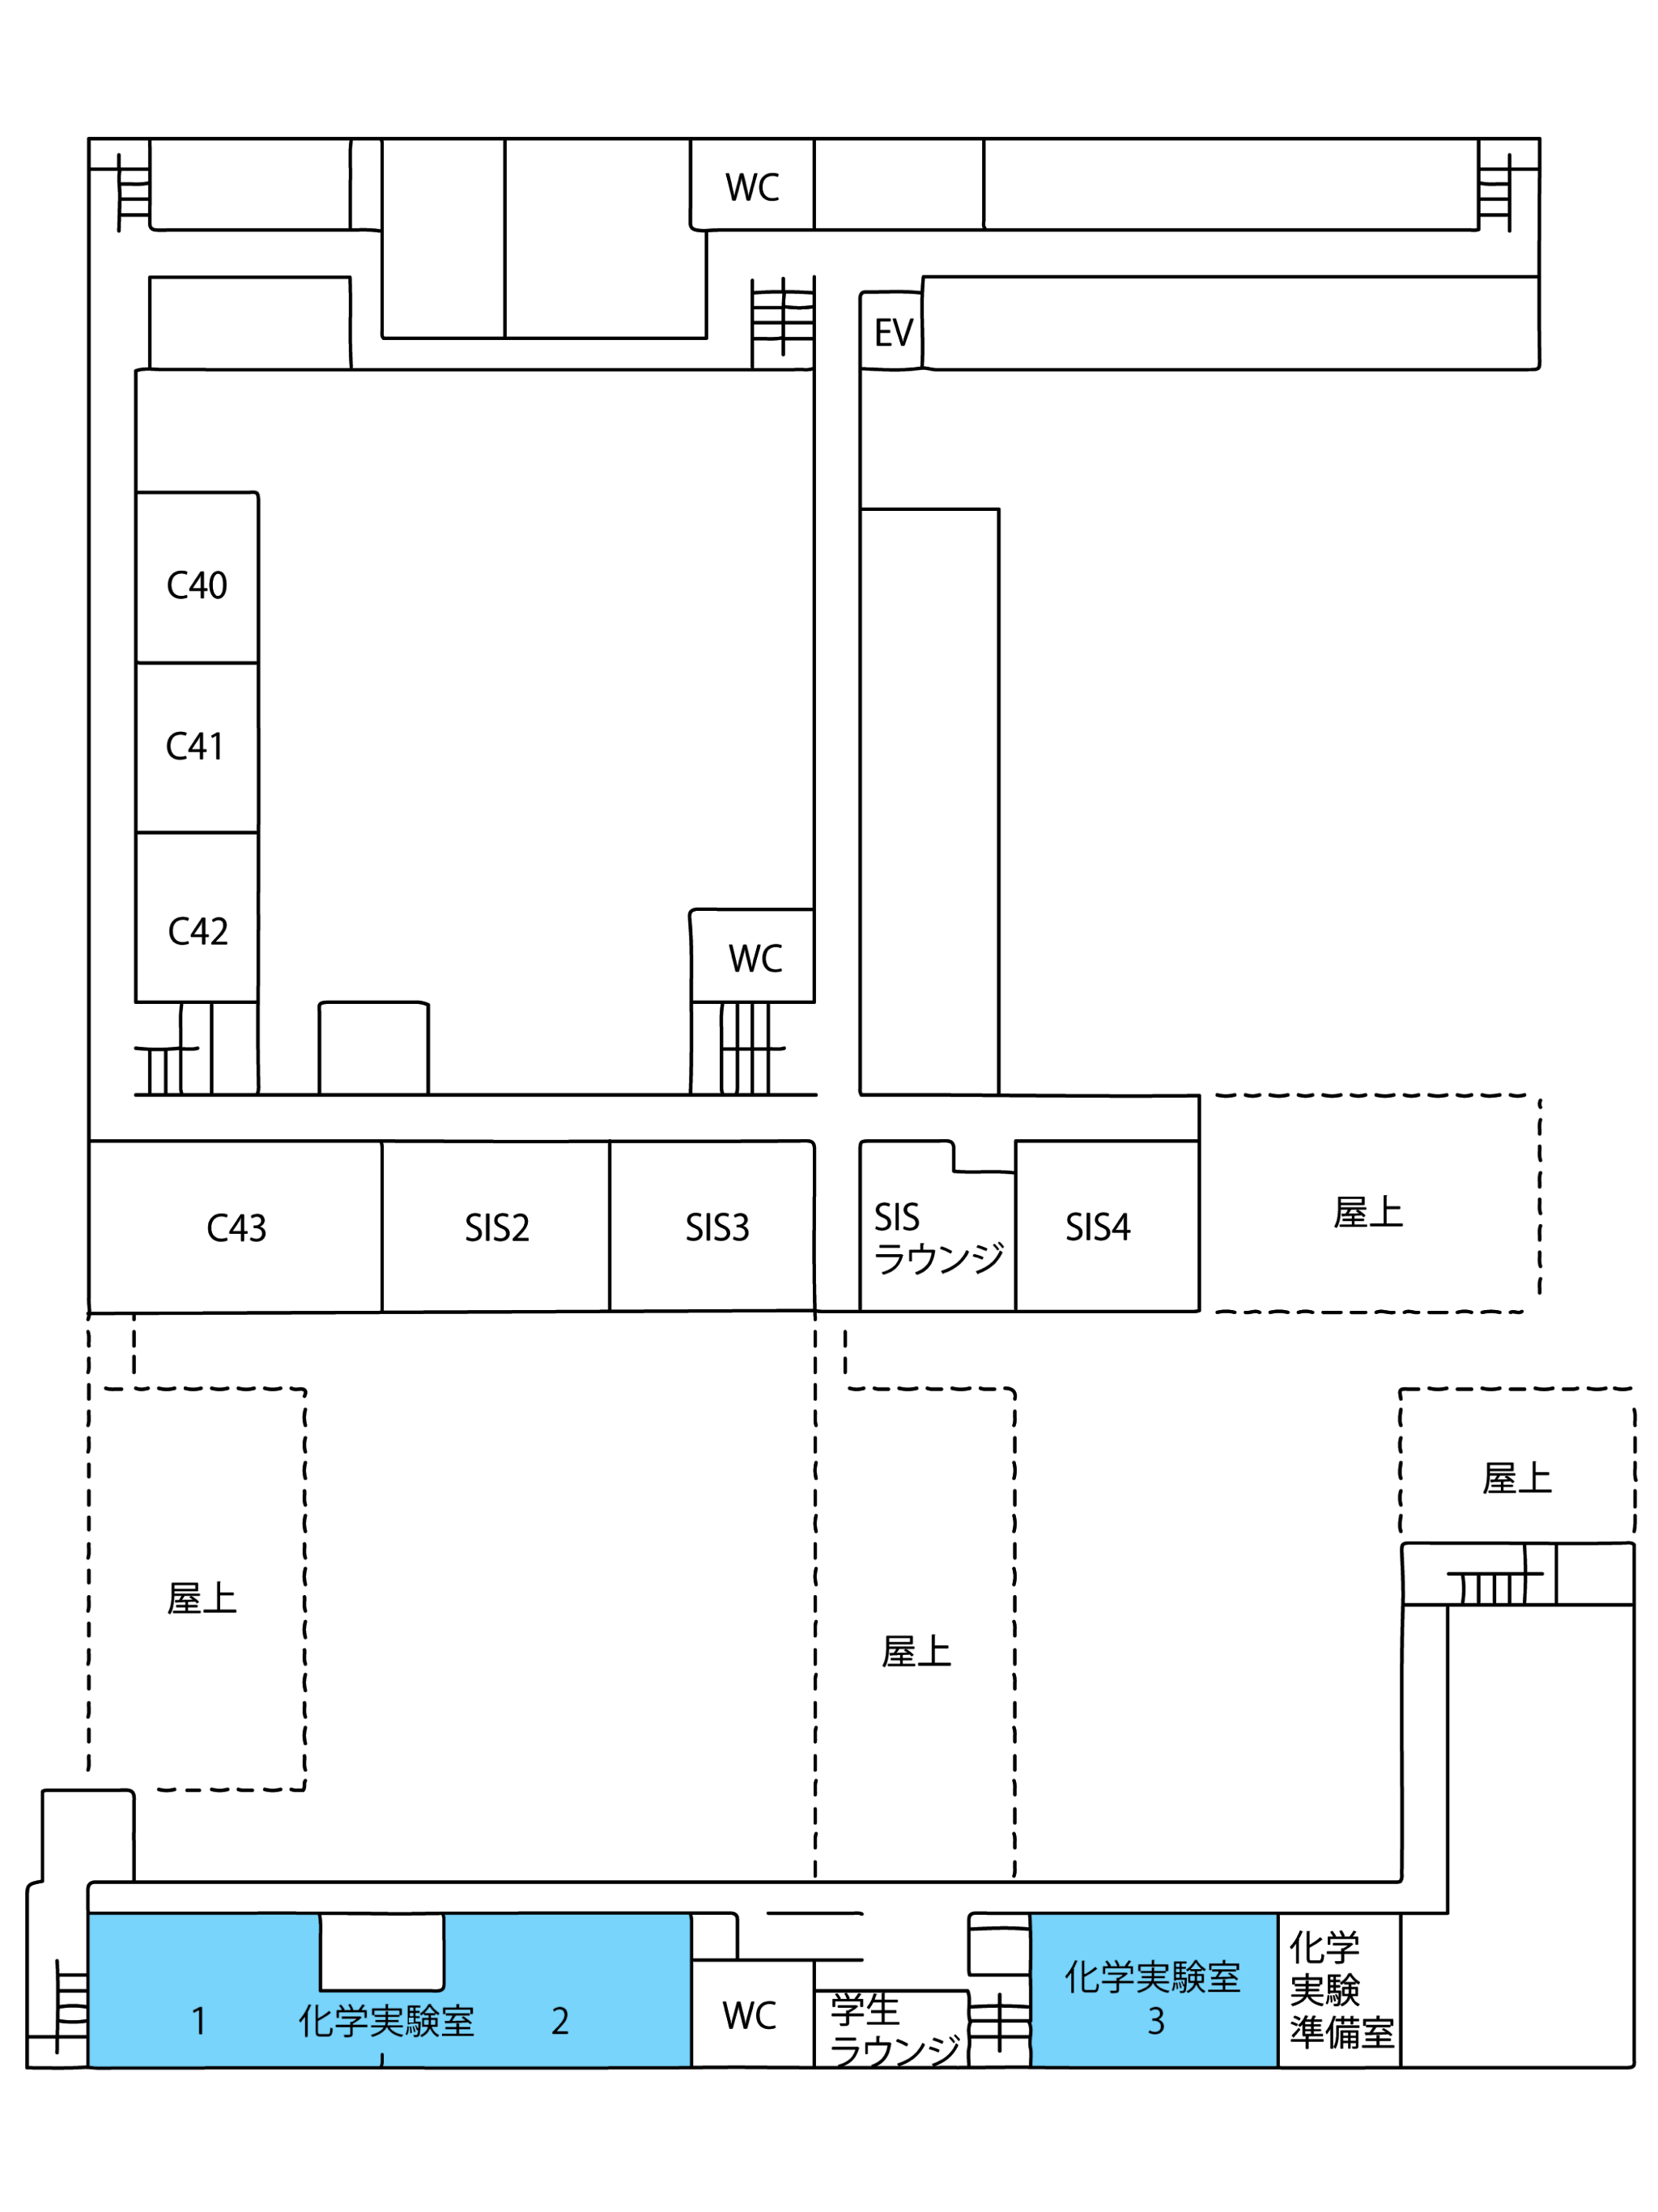 WC
EV
C40
C41
C42
WC
C43
SIS2
SIS3
SIS
ラウンジ
SIS4
屋上
屋上
屋上
屋上
1 化学実験室 2
WC
学生
ラウンジ
化学実験室
3
化学
実験
準備室